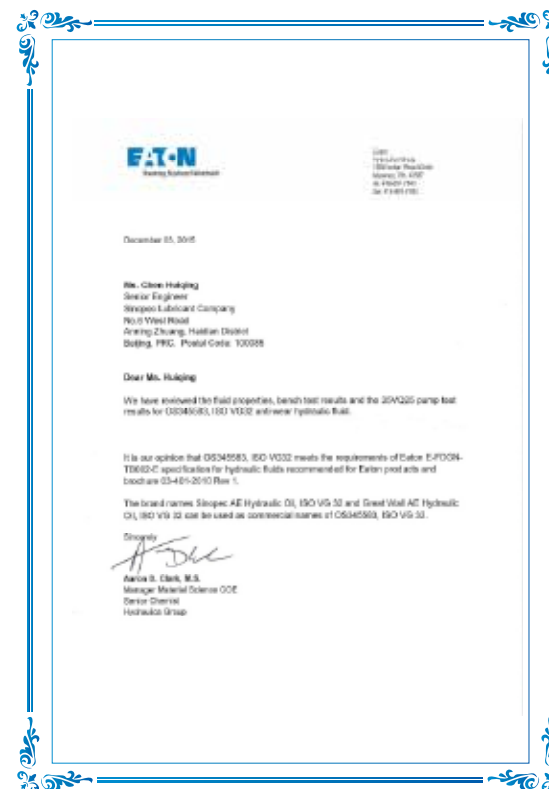 EATON
Powering Business Worldwide
December 03, 2015
Ms. Chen Huiqing
Senior Engineer
Sinopec Lubricant Company
No.6 West Road
Anning Zhuang, Haidian District
Beijing, PRC. Postal Code: 100085
Dear Ms. Huiqing
We have reviewed the fluid properties, bench test results and the 35VQ25 pump test
results for OS345583, ISO VG32 anti-wear hydraulic fluid.
It is our opinion that OS345583, ISO VG32 meets the requirements of Eaton E-FDGN-
TB002-E specification for hydraulic fluids recommended for Eaton products and
brochure 03-401-2010 Rev 1.
The brand names Sinopec AE Hydraulic Oil, ISO VG 32 and Great Wall AE Hydraulic
Oil, ISO VG 32 can be used as commercial names of OS345583, ISO VG 32.
Sincerely
Manager Material Science COE
Senior Chemist
Hydraulics Group